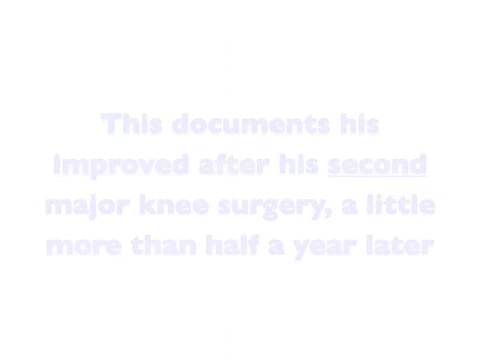 This documents his
improved after his second
major knee surgery, a little
more than half a year later